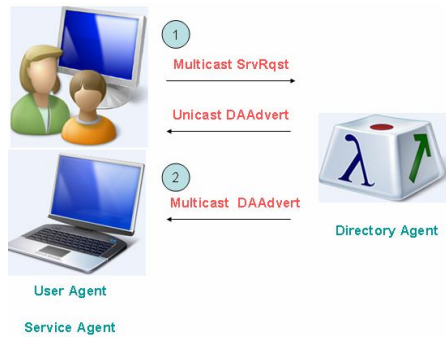 1
Multicast SrvRqst
Unicast DAAdvert
λ
2
Multicast DAAdvert
Directory Agent
User Agent
Service Agent